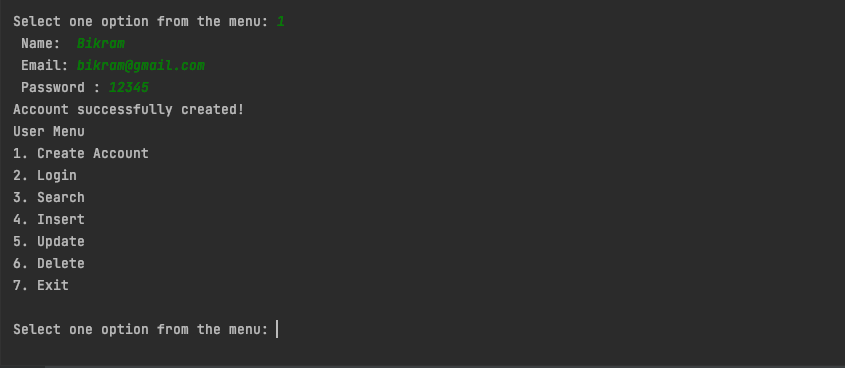 Select one option from the menu: 1
Name: Bikrom
Email: bikrom@gmail.com
Password : 12345
Account successfully created!
User Menu
1. Create Account
2. Login
3. Search
4. Insert
5. Update
6. Delete
7. Exit
Select one option from the menu: